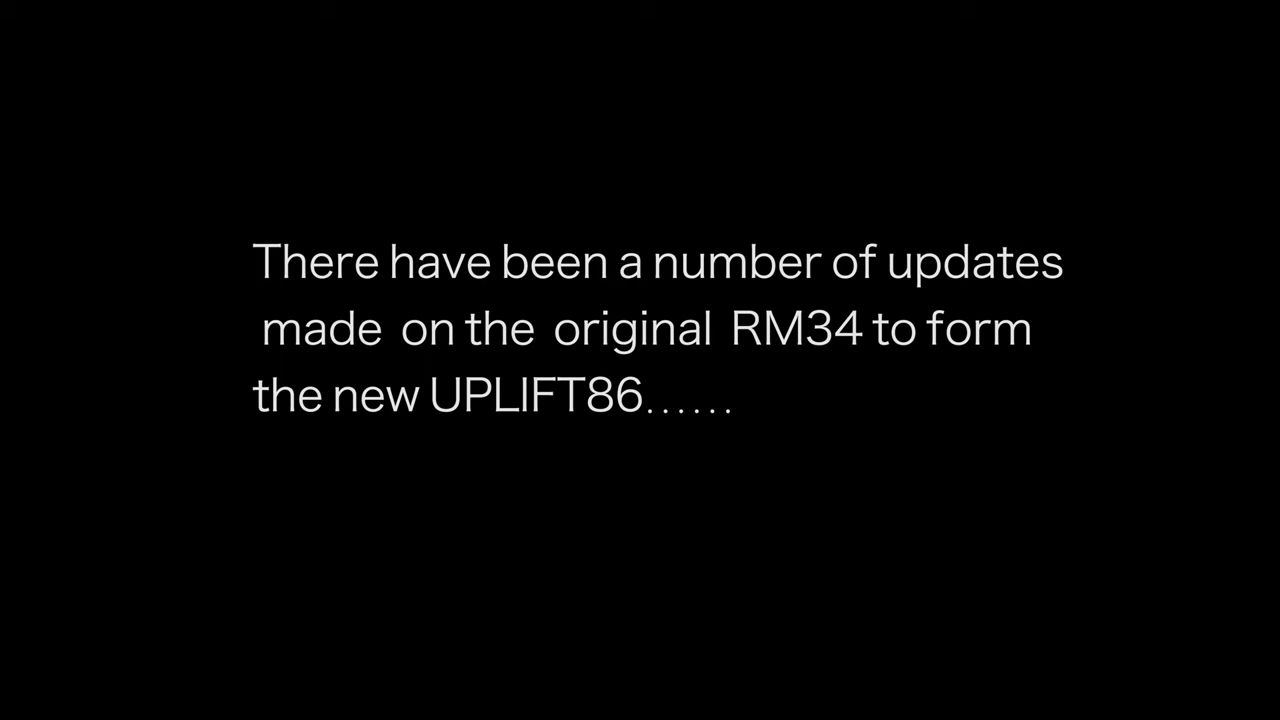 There have been a number of updates
made on the original RM34 to form
the new UPLIFT86......